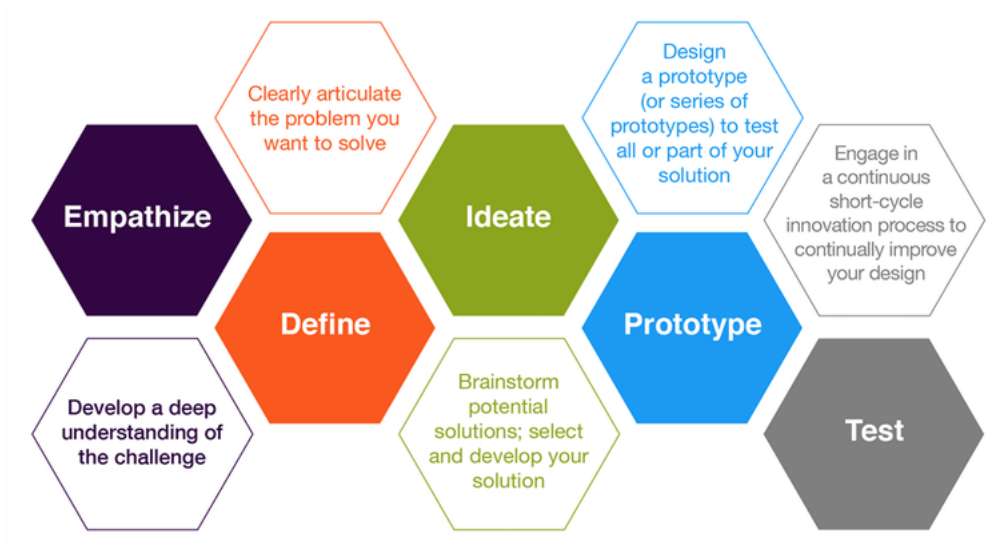 Empathize
Develop a deep
understanding of
the challenge
Clearly articulate
the problem you
want to solve
Define
Ideate
Brainstorm
potential
solutions; select
and develop your
solution
Design
a prototype
(or series of
prototypes) to test
all or part of your
solution
Prototype
Engage in
a continuous
short-cycle
innovation process to
continually improve
your design
Test